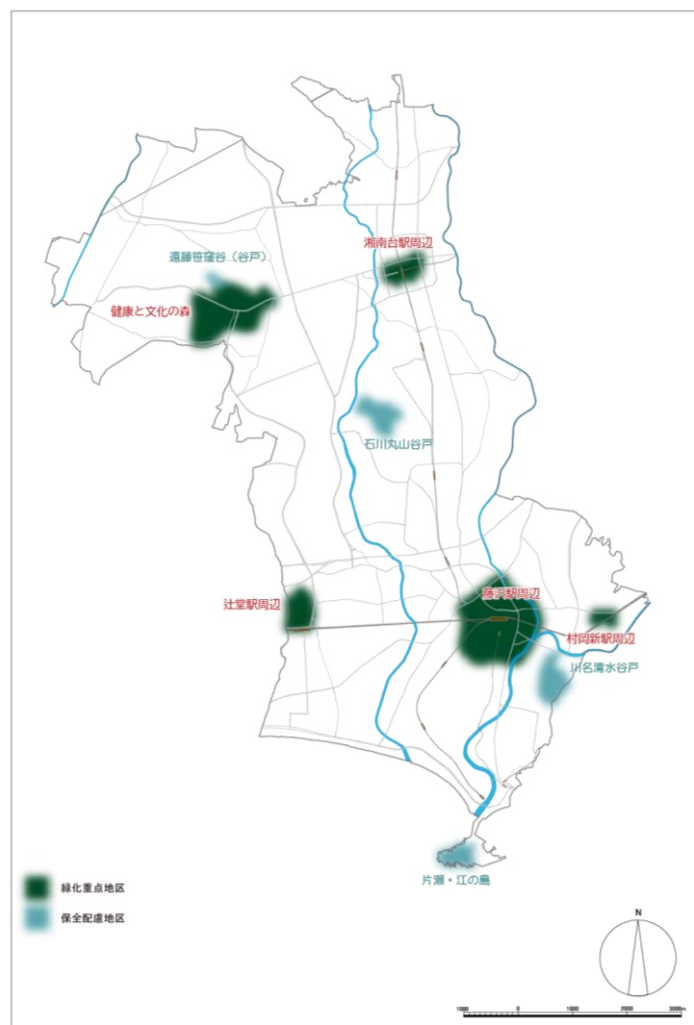 湘南台駅周辺
遠藤笹窪谷（谷戸）
健康と文化の森
石川丸山谷戸
藤沢駅周辺
辻堂駅周辺
村岡新駅周辺
川名清水谷戸
片瀬・江の島
緑化重点地区
保全配慮地区
N
1000 0 1000 2000 3000m